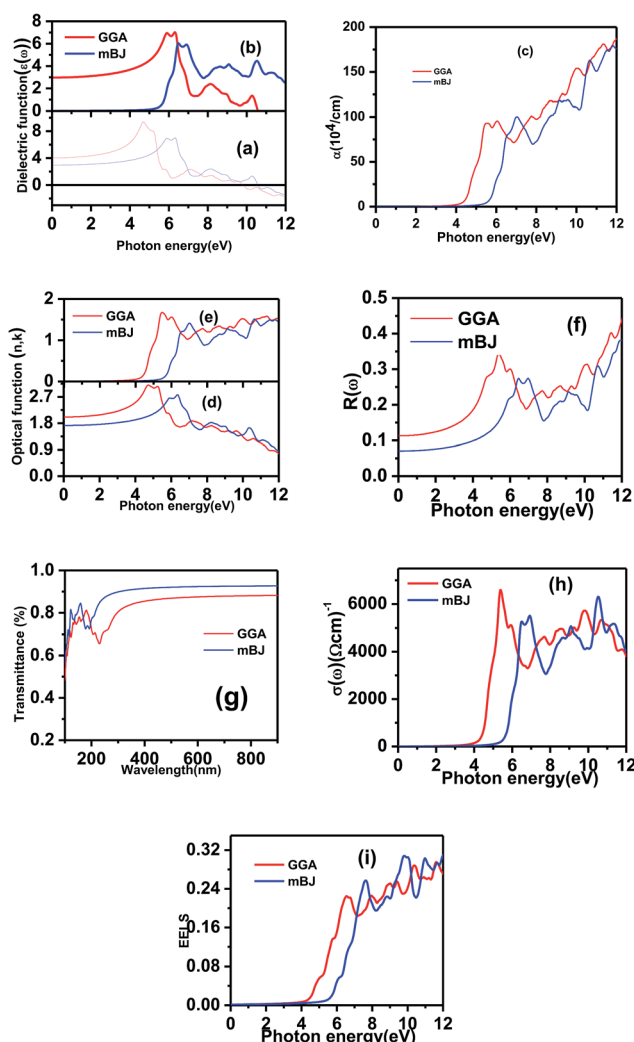 Dielectric function(ε(ω))
8
6
4
2
0
GGA
mBJ
(b)
8
4
0
(a)
0 2 4 6 8 10 12
Photon energy(eV)
α(10⁴/cm)
200
150
100
50
0
(c)
GGA
mBJ
0 2 4 6 8 10 12
Photon energy(eV)
Optical function (n,k)
2
1
0
GGA
mBJ
(e)
2.7
1.8
0.9
0.0
(d)
0 2 4 6 8 10 12
Photon energy(eV)
R(ω)
0.5
0.4
0.3
0.2
0.1
0.0
GGA
mBJ
(f)
0 2 4 6 8 10 12
Photon energy(eV)
Transmittance (%)
1.0
0.8
0.6
0.4
0.2
GGA
mBJ
(g)
200 400 600 800
Wavelength(nm)
σ(ω)(Ωcm)⁻¹
6000
4000
2000
0
GGA
mBJ
(h)
0 2 4 6 8 10 12
Photon energy(eV)
EELS
0.32
0.24
0.16
0.08
0.00
GGA
mBJ
(i)
0 2 4 6 8 10 12
Photon energy(eV)